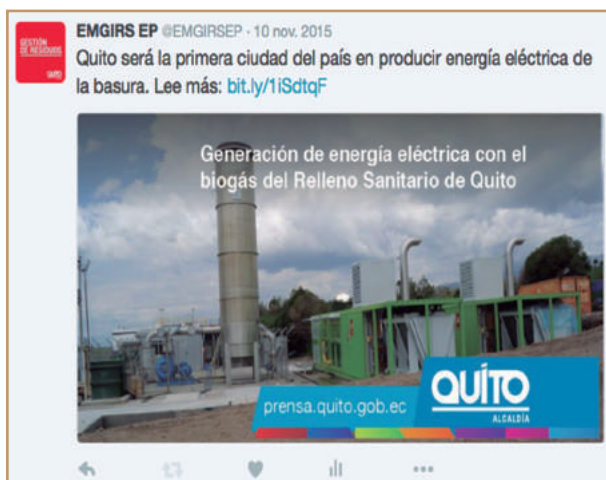 EMGIRS EP @EMGIRSEP · 10 nov. 2015
GESTIÓN
DE RESIDUOS
QUITO
Quito será la primera ciudad del país en producir energía eléctrica de
la basura. Lee más: bit.ly/1iSdtqF
Generación de energía eléctrica con el
biogás del Relleno Sanitario de Quito
prensa.quito.gob.ec
QUÍTO
ALCALDÍA